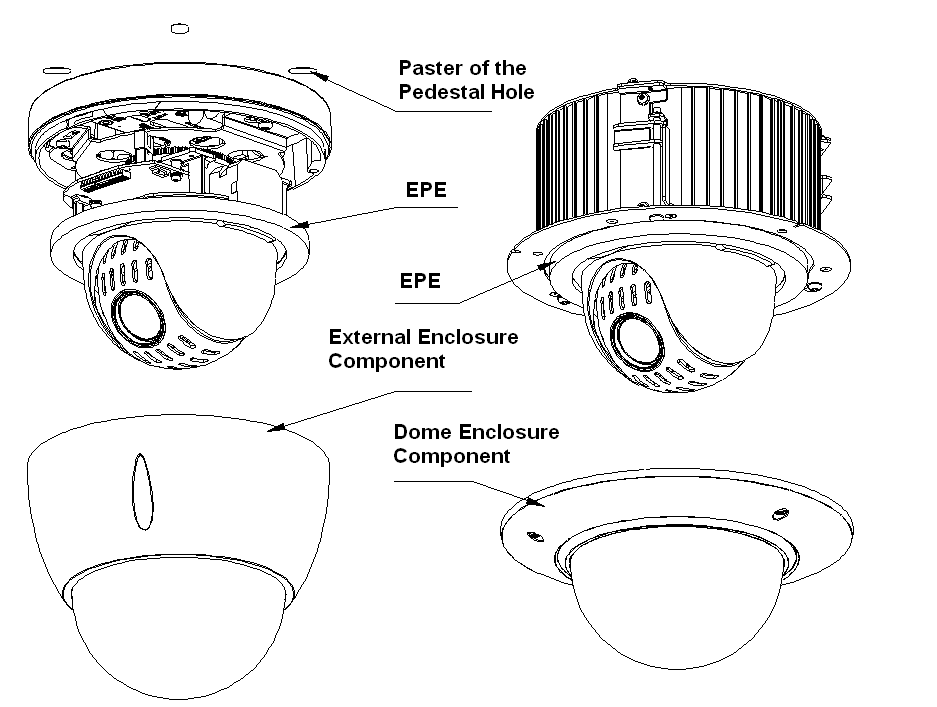 Paster of the
Pedestal Hole
EPE
EPE
External Enclosure
Component
Dome Enclosure
Component